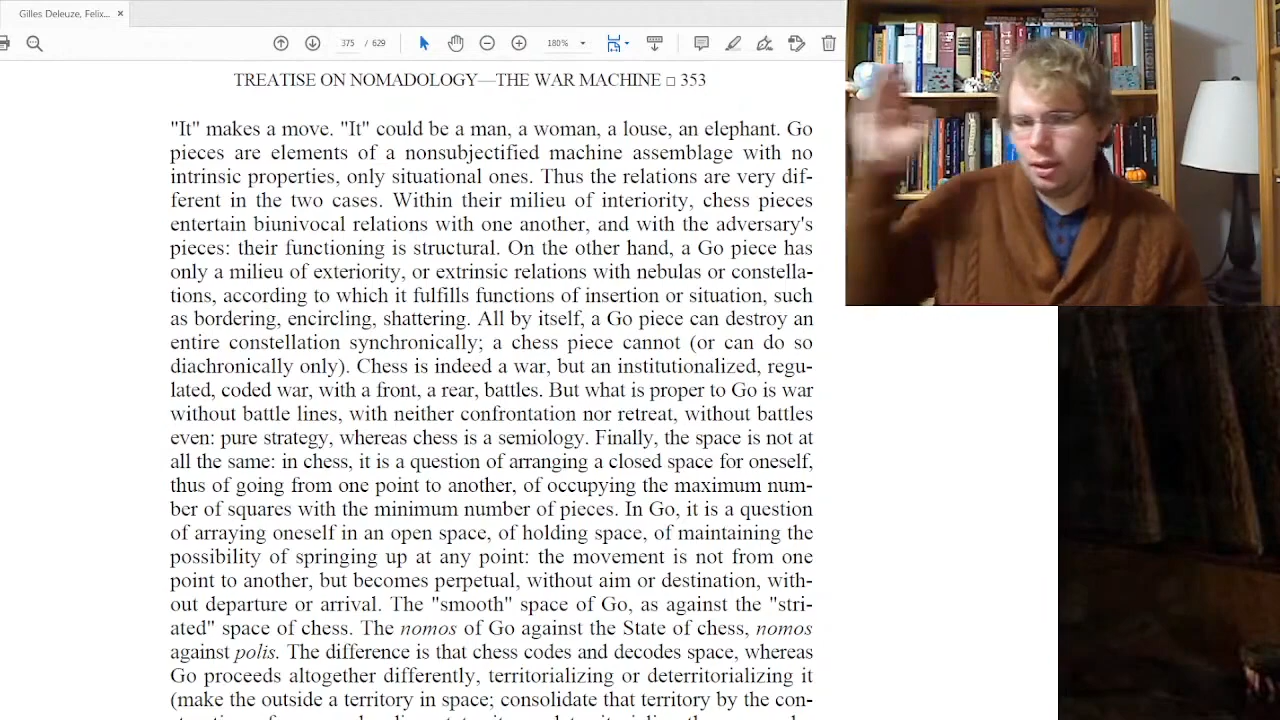 Gilles Deleuze, Felix...
375 / 629
180%
TREATISE ON NOMADOLOGY—THE WAR MACHINE □ 353
"It" makes a move. "It" could be a man, a woman, a louse, an elephant. Go
pieces are elements of a nonsubjectified machine assemblage with no
intrinsic properties, only situational ones. Thus the relations are very dif-
ferent in the two cases. Within their milieu of interiority, chess pieces
entertain biunivocal relations with one another, and with the adversary's
pieces: their functioning is structural. On the other hand, a Go piece has
only a milieu of exteriority, or extrinsic relations with nebulas or constella-
tions, according to which it fulfills functions of insertion or situation, such
as bordering, encircling, shattering. All by itself, a Go piece can destroy an
entire constellation synchronically; a chess piece cannot (or can do so
diachronically only). Chess is indeed a war, but an institutionalized, regu-
lated, coded war, with a front, a rear, battles. But what is proper to Go is war
without battle lines, with neither confrontation nor retreat, without battles
even: pure strategy, whereas chess is a semiology. Finally, the space is not at
all the same: in chess, it is a question of arranging a closed space for oneself,
thus of going from one point to another, of occupying the maximum num-
ber of squares with the minimum number of pieces. In Go, it is a question
of arraying oneself in an open space, of holding space, of maintaining the
possibility of springing up at any point: the movement is not from one
point to another, but becomes perpetual, without aim or destination, with-
out departure or arrival. The "smooth" space of Go, as against the "stri-
ated" space of chess. The nomos of Go against the State of chess, nomos
against polis. The difference is that chess codes and decodes space, whereas
Go proceeds altogether differently, territorializing or deterritorializing it
(make the outside a territory in space; consolidate that territory by the con-